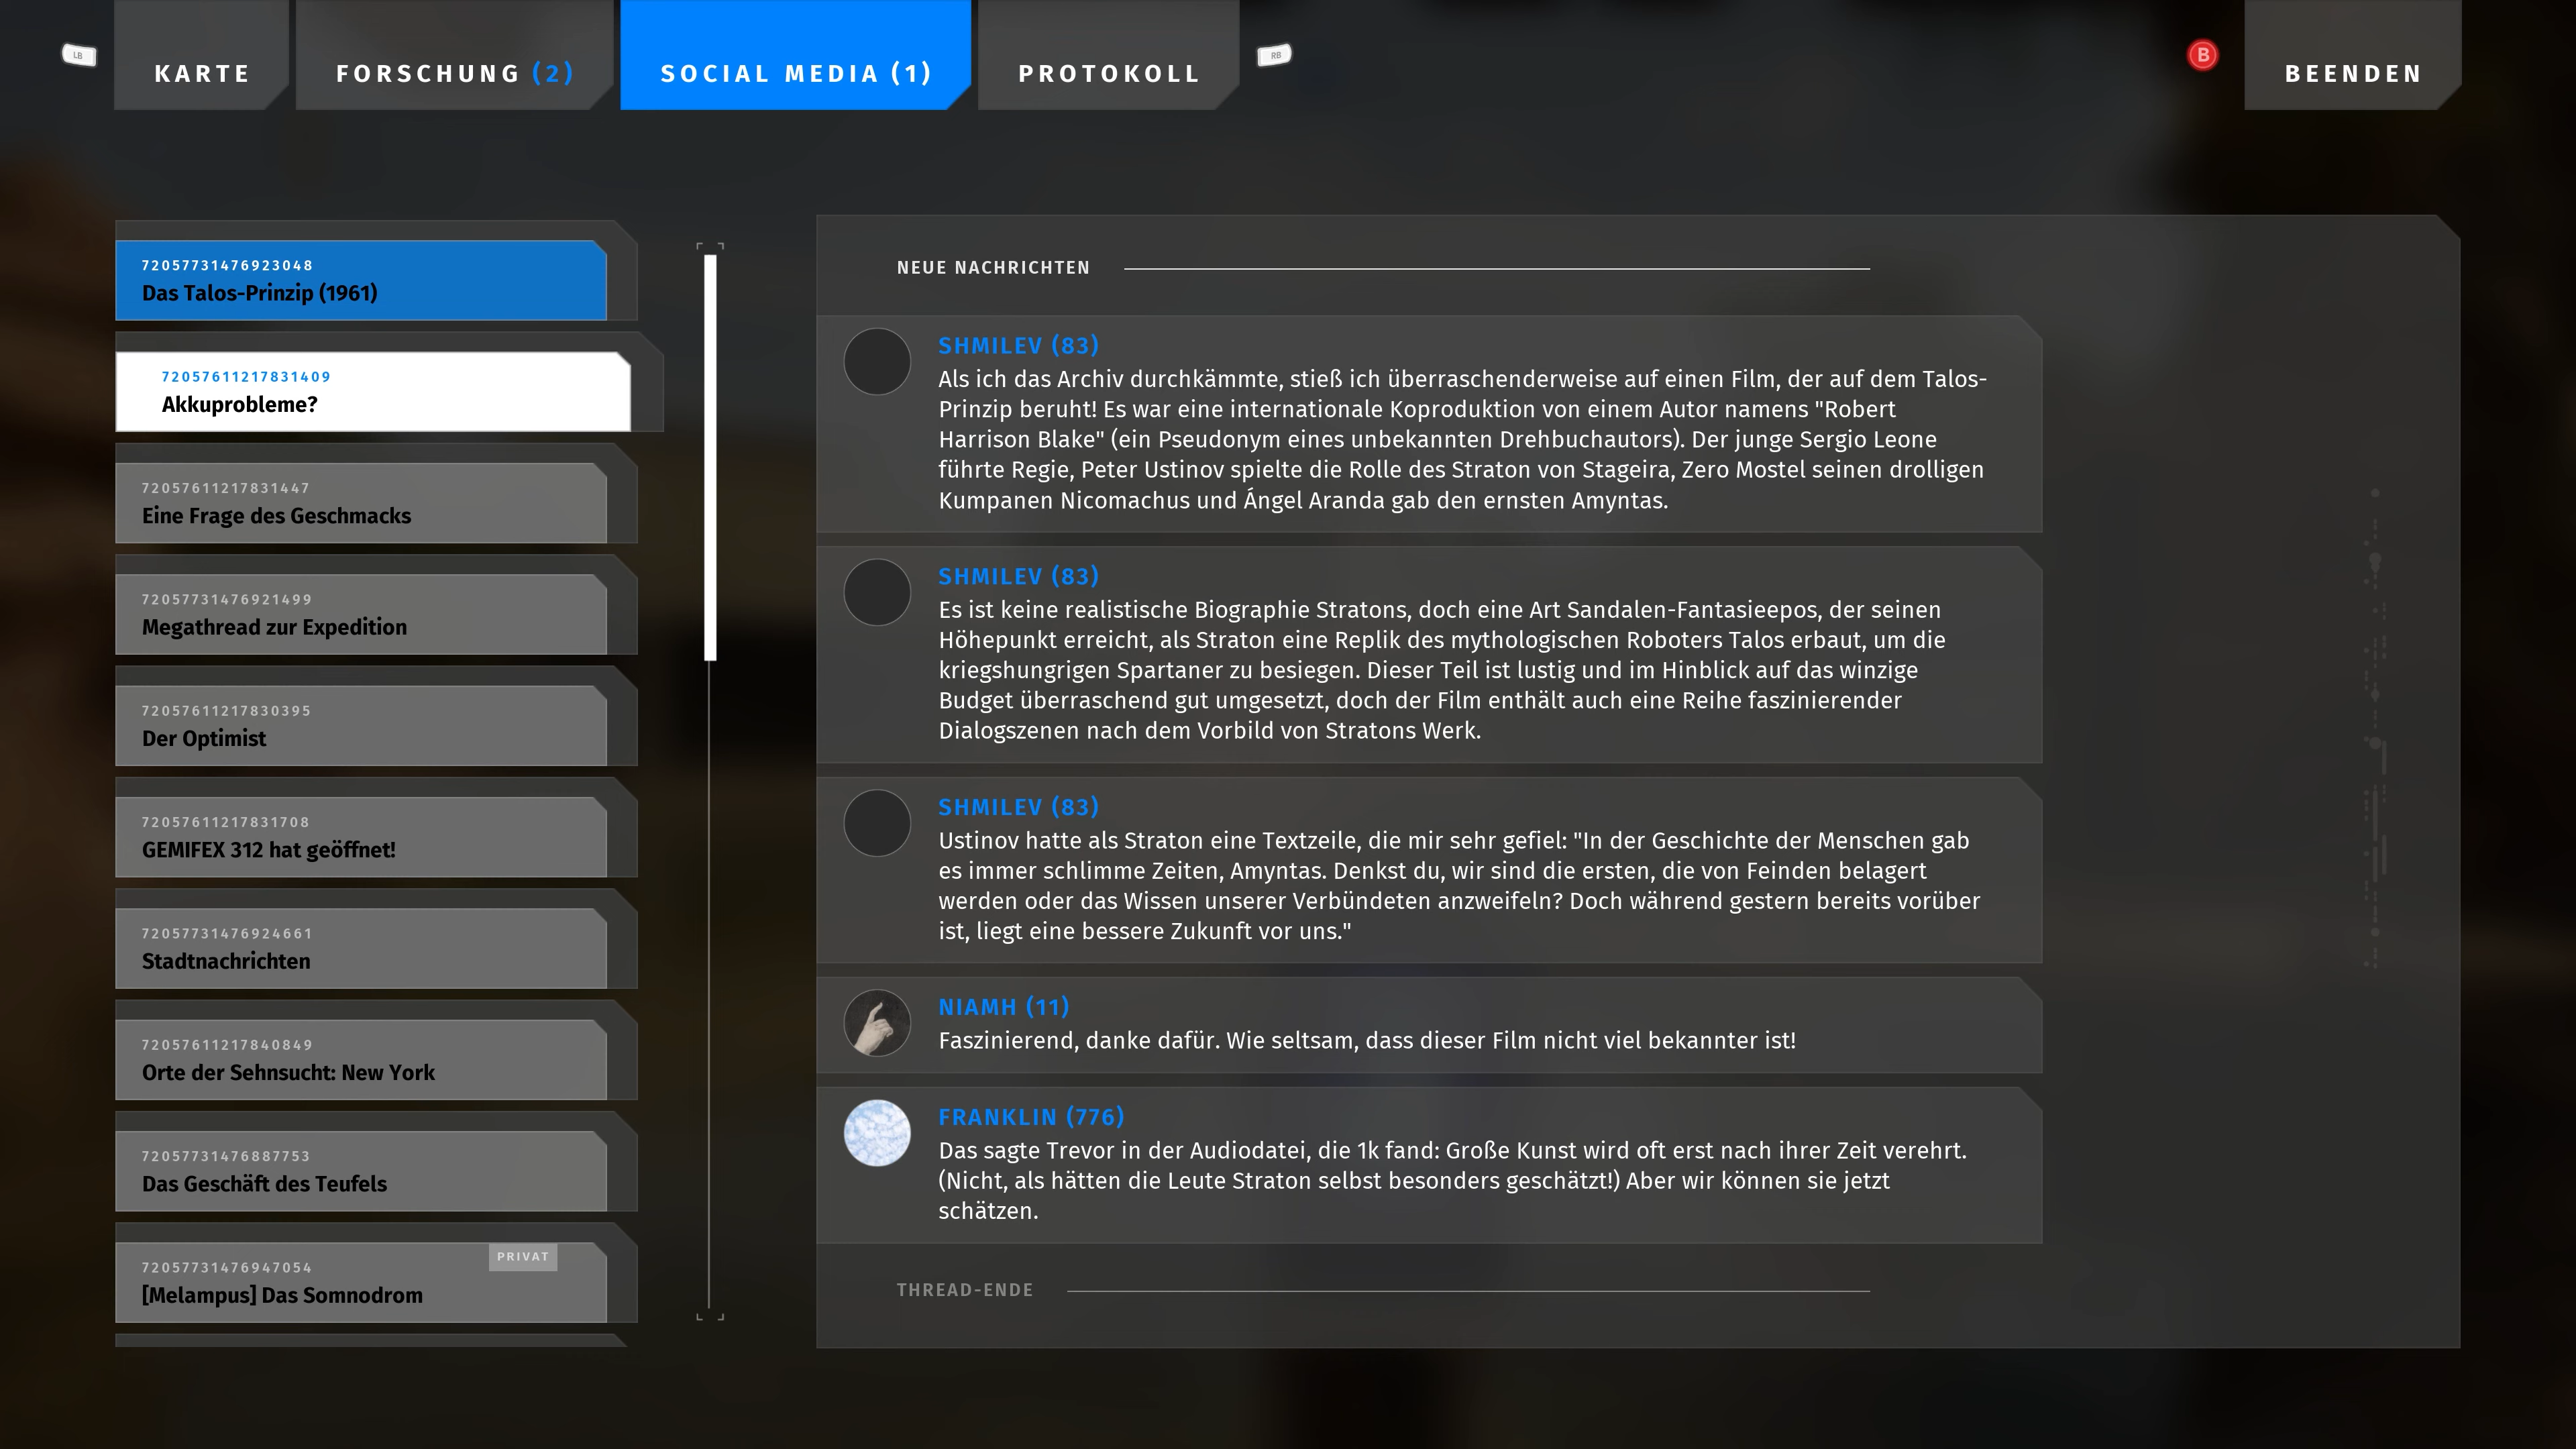 LB
KARTE
FORSCHUNG (2)
SOCIAL MEDIA (1)
PROTOKOLL
RB
B
BEENDEN
72057731476923048
Das Talos-Prinzip (1961)
72057611217831409
Akkuprobleme?
72057611217831447
Eine Frage des Geschmacks
72057731476921499
Megathread zur Expedition
72057611217830395
Der Optimist
72057611217831708
GEMIFEX 312 hat geöffnet!
72057731476924661
Stadtnachrichten
72057611217840849
Orte der Sehnsucht: New York
72057731476887753
Das Geschäft des Teufels
PRIVAT
72057731476947054
[Melampus] Das Somnodrom
NEUE NACHRICHTEN
SHMILEV (83)
Als ich das Archiv durchkämmte, stieß ich überraschenderweise auf einen Film, der auf dem Talos-
Prinzip beruht! Es war eine internationale Koproduktion von einem Autor namens "Robert
Harrison Blake" (ein Pseudonym eines unbekannten Drehbuchautors). Der junge Sergio Leone
führte Regie, Peter Ustinov spielte die Rolle des Straton von Stageira, Zero Mostel seinen drolligen
Kumpanen Nicomachus und Ángel Aranda gab den ernsten Amyntas.
SHMILEV (83)
Es ist keine realistische Biographie Stratons, doch eine Art Sandalen-Fantasieepos, der seinen
Höhepunkt erreicht, als Straton eine Replik des mythologischen Roboters Talos erbaut, um die
kriegshungrigen Spartaner zu besiegen. Dieser Teil ist lustig und im Hinblick auf das winzige
Budget überraschend gut umgesetzt, doch der Film enthält auch eine Reihe faszinierender
Dialogszenen nach dem Vorbild von Stratons Werk.
SHMILEV (83)
Ustinov hatte als Straton eine Textzeile, die mir sehr gefiel: "In der Geschichte der Menschen gab
es immer schlimme Zeiten, Amyntas. Denkst du, wir sind die ersten, die von Feinden belagert
werden oder das Wissen unserer Verbündeten anzweifeln? Doch während gestern bereits vorüber
ist, liegt eine bessere Zukunft vor uns."
NIAMH (11)
Faszinierend, danke dafür. Wie seltsam, dass dieser Film nicht viel bekannter ist!
FRANKLIN (776)
Das sagte Trevor in der Audiodatei, die 1k fand: Große Kunst wird oft erst nach ihrer Zeit verehrt.
(Nicht, als hätten die Leute Straton selbst besonders geschätzt!) Aber wir können sie jetzt
schätzen.
THREAD-ENDE